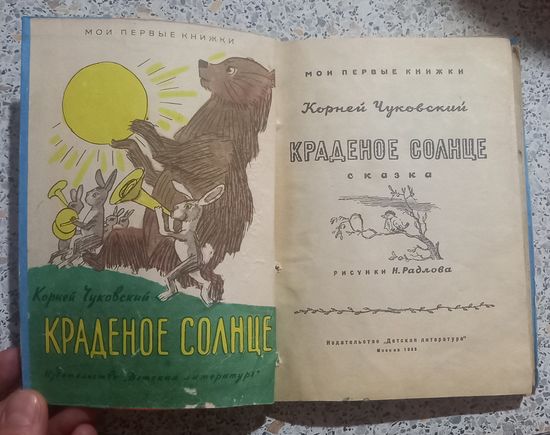 МОИ ПЕРВЫЕ КНИЖКИ
Корней Чуковский
КРАДЕНОЕ СОЛНЦЕ
Издательство „Детская литература"
МОИ ПЕРВЫЕ КНИЖКИ
Корней Чуковский
КРАДЕНОЕ СОЛНЦЕ
сказка
РИСУНКИ Н. Радлова
Издательство „Детская литература"
Москва